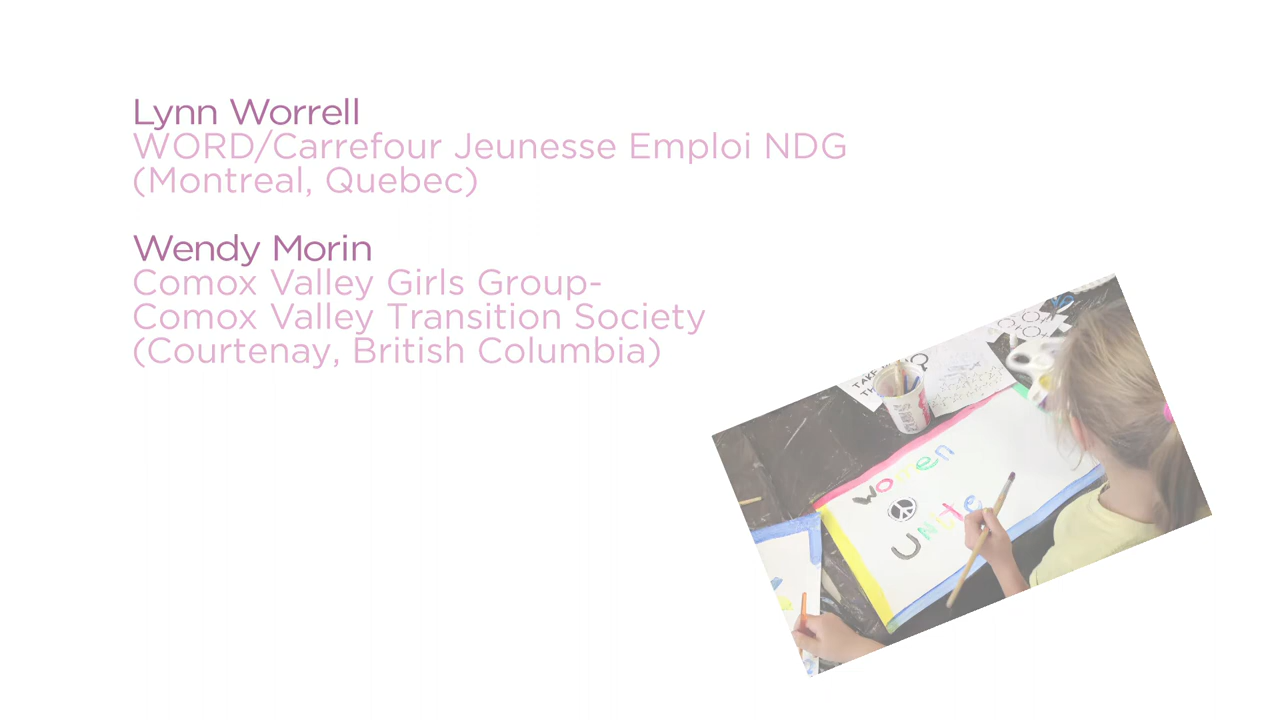 Lynn Worrell
WORD/Carrefour Jeunesse Emploi NDG
(Montreal, Quebec)
Wendy Morin
Comox Valley Girls Group-
Comox Valley Transition Society
(Courtenay, British Columbia)
TAKE
Women
Unite